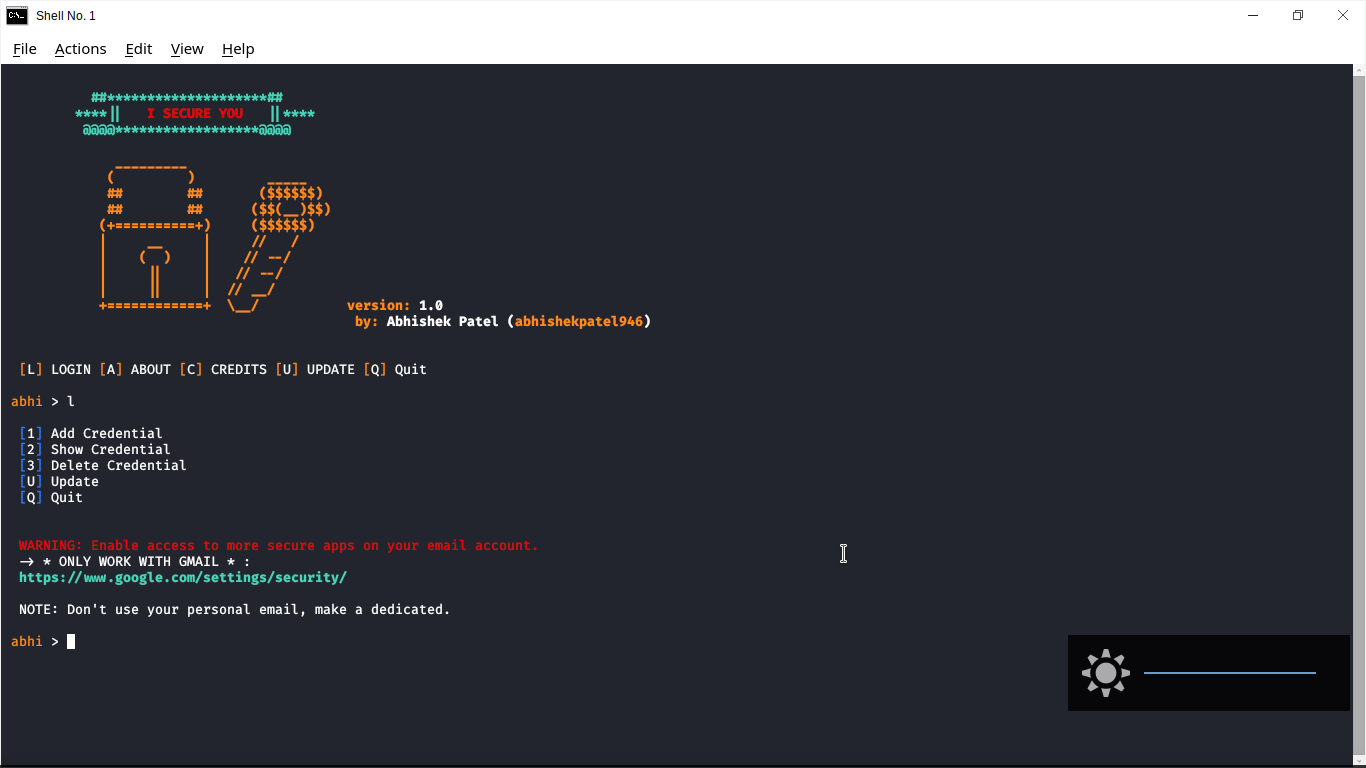 Shell No. 1
File Actions Edit View Help
##********************##
****|| I SECURE YOU ||****
@@@@******************@@@@
_________
( )
_____
## ## ($$$$$$)
## ## ($$(__)$$)
(+==========+) ($$$$$$)
| | // /
| __ | // --/
| ( ) | // --/
| || | // __/
+============+ \__/ version: 1.0
by: Abhishek Patel (abhishekpatel946)
[L] LOGIN [A] ABOUT [C] CREDITS [U] UPDATE [Q] Quit
abhi > l
[1] Add Credential
[2] Show Credential
[3] Delete Credential
[U] Update
[Q] Quit
WARNING: Enable access to more secure apps on your email account.
-> * ONLY WORK WITH GMAIL * :
https://www.google.com/settings/security/
NOTE: Don't use your personal email, make a dedicated.
abhi >